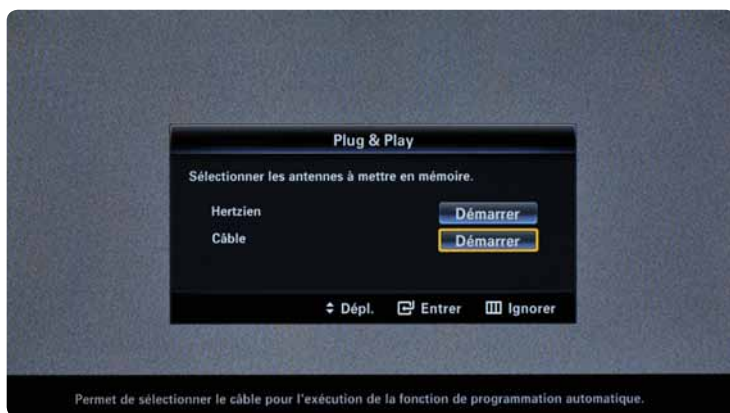 Plug & Play
Sélectionner les antennes à mettre en mémoire.
Hertzien Démarrer
Câble Démarrer
Dépl. Entrer Ignorer
Permet de sélectionner le câble pour l'exécution de la fonction de programmation automatique.